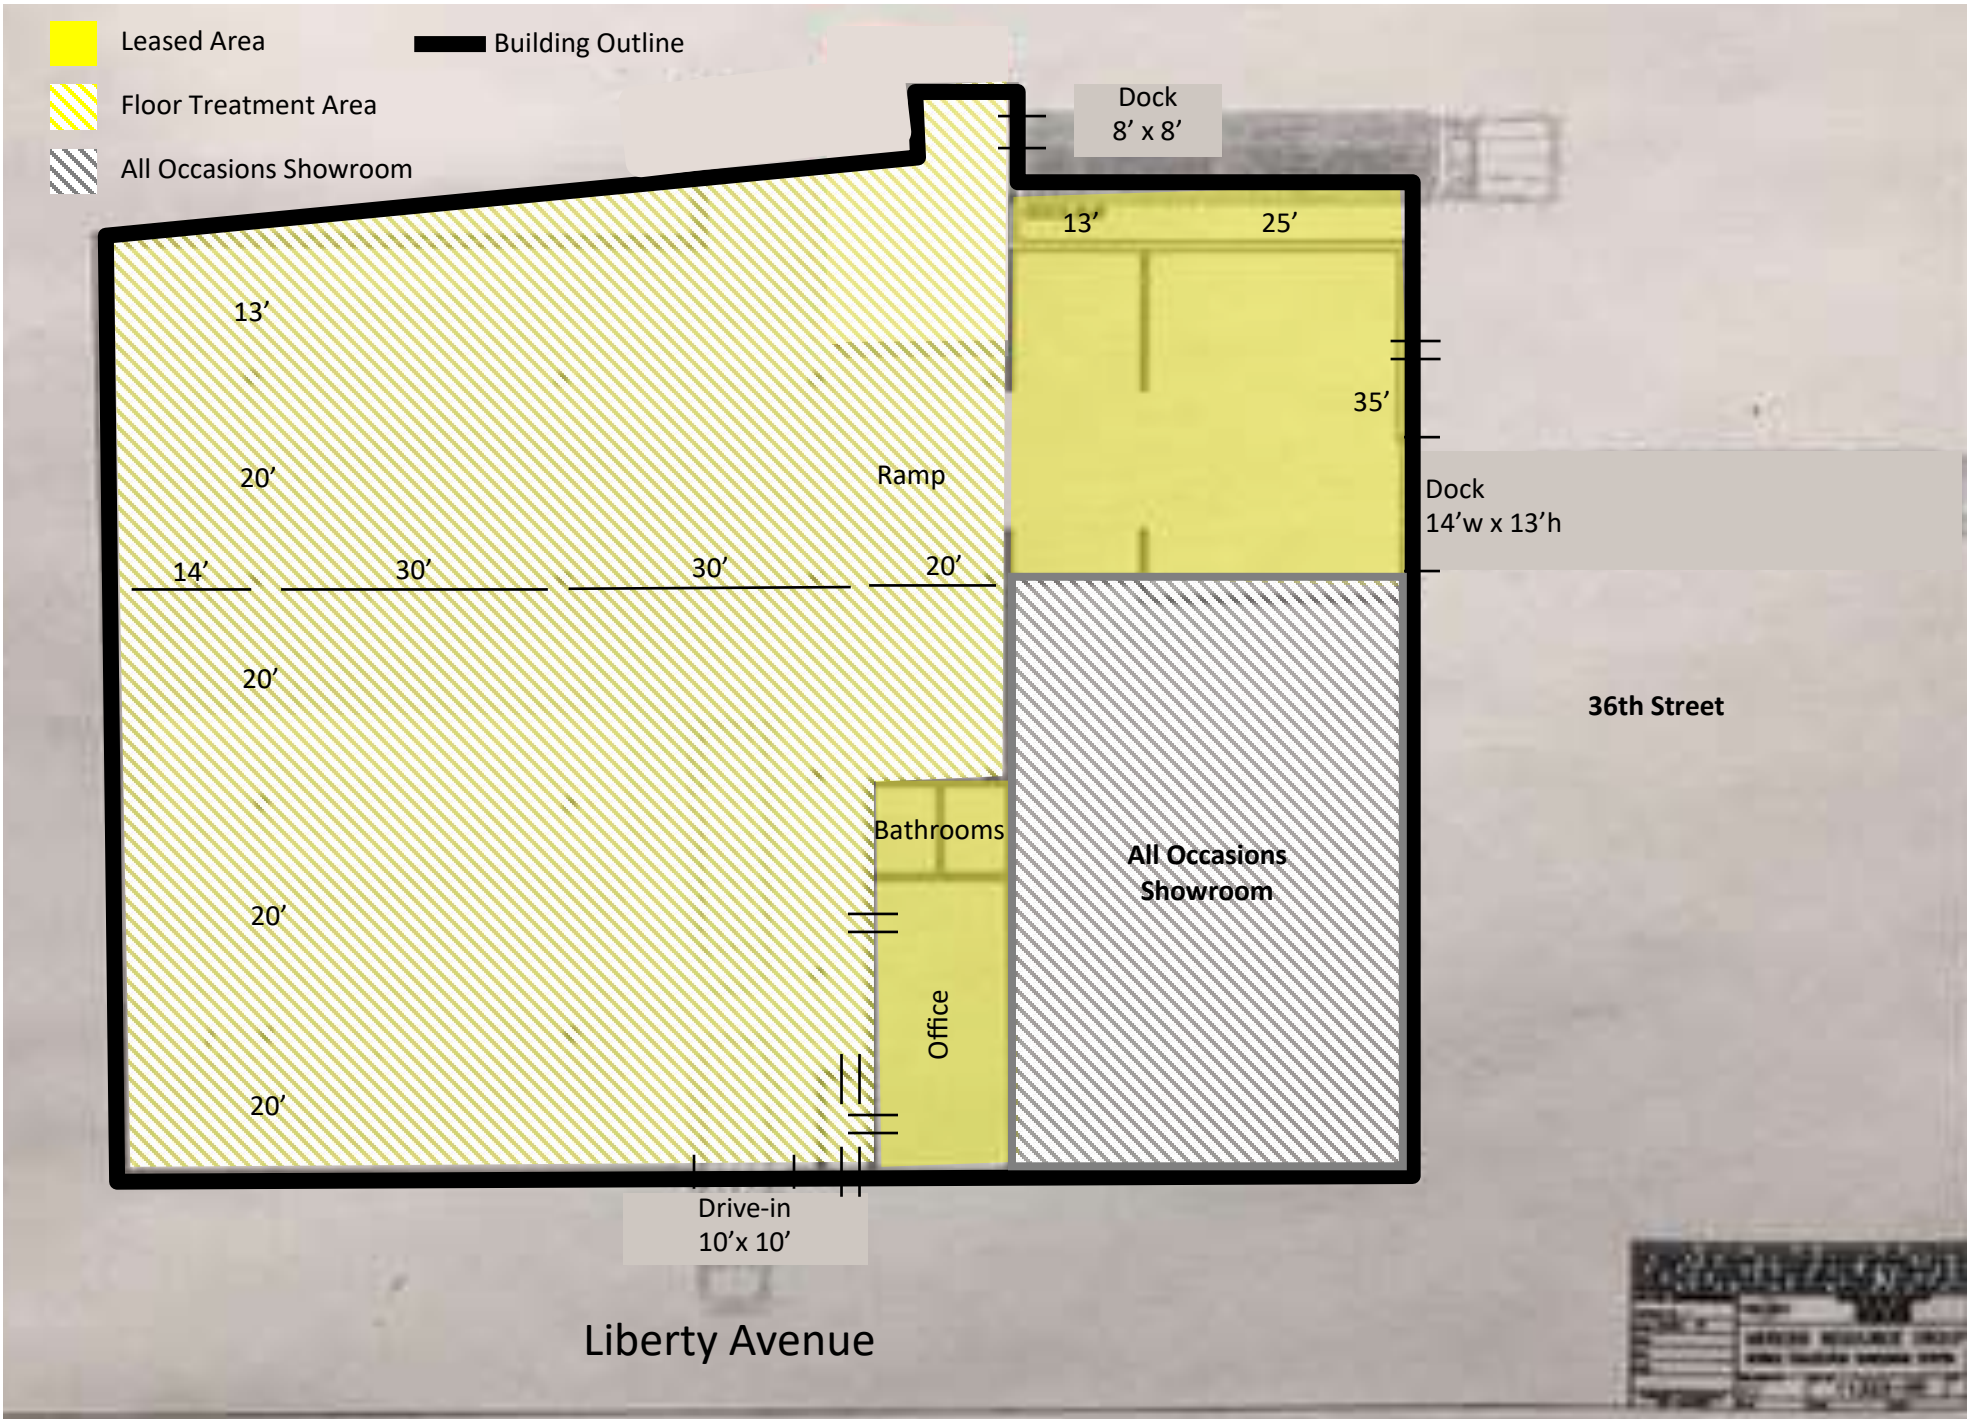 Leased Area
Building Outline
Floor Treatment Area
All Occasions Showroom
Dock
8’ x 8’
13’
25’
13’
35’
20’
Ramp
Dock
14’w x 13’h
14’
30’
30’
20’
20’
36th Street
Bathrooms
All Occasions
Showroom
20’
Office
20’
Drive-in
10’x 10’
Liberty Avenue